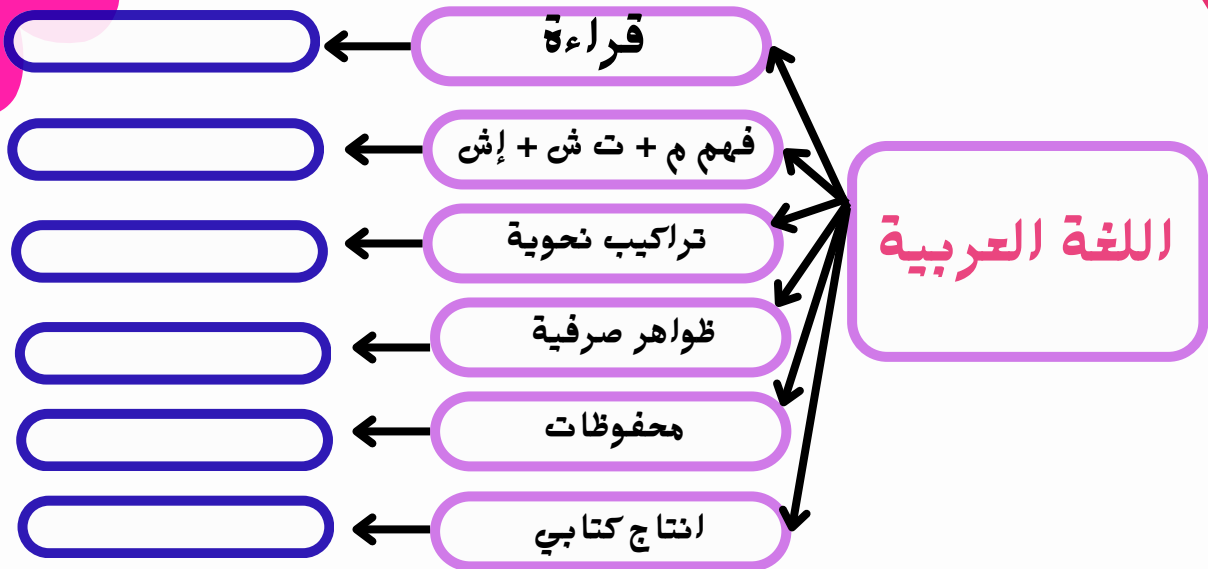 اللغة العربية
قراءة
فهم م + ت ش + إش
تراكيب نحوية
ظواهر صرفية
محفوظات
انتاج كتابي